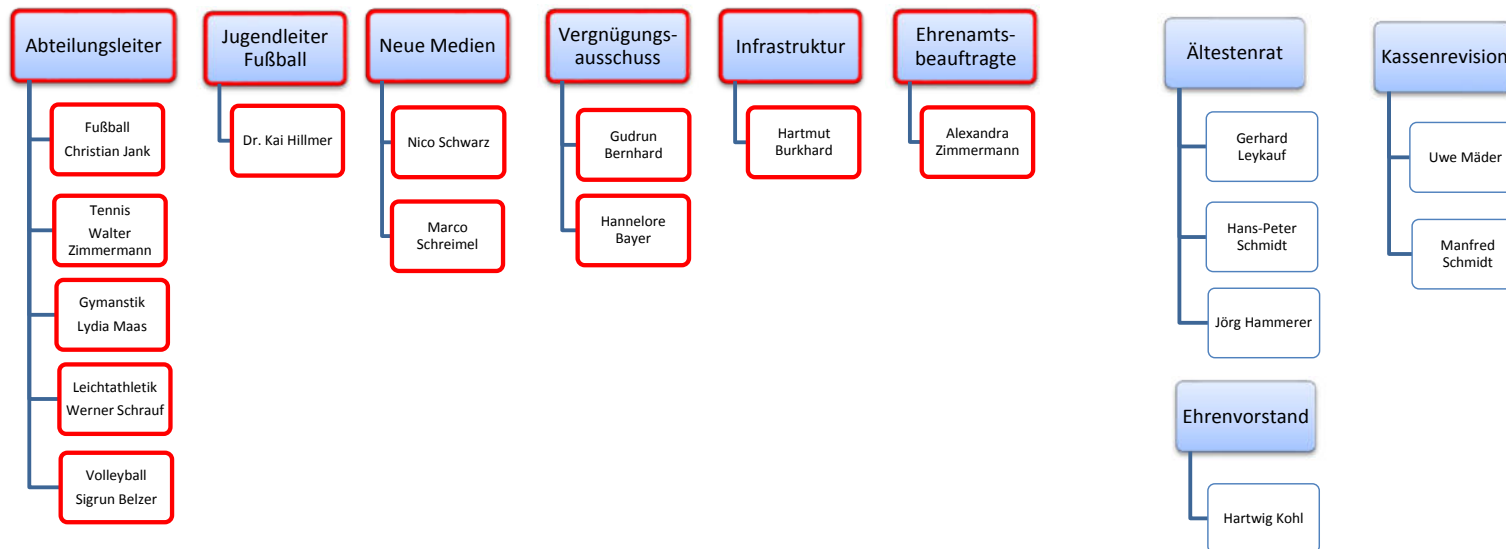 Abteilungsleiter
Fußball
Christian Jank
Tennis
Walter
Zimmermann
Gymanstik
Lydia Maas
Leichtathletik
Werner Schrauf
Volleyball
Sigrun Belzer
Jugendleiter
Fußball
Dr. Kai Hillmer
Neue Medien
Nico Schwarz
Marco
Schreimel
Vergnügungs-
ausschuss
Gudrun
Bernhard
Hannelore
Bayer
Infrastruktur
Hartmut
Burkhard
Ehrenamts-
beauftragte
Alexandra
Zimmermann
Ältestenrat
Gerhard
Leykauf
Hans-Peter
Schmidt
Jörg Hammerer
Ehrenvorstand
Hartwig Kohl
Kassenrevision
Uwe Mäder
Manfred
Schmidt